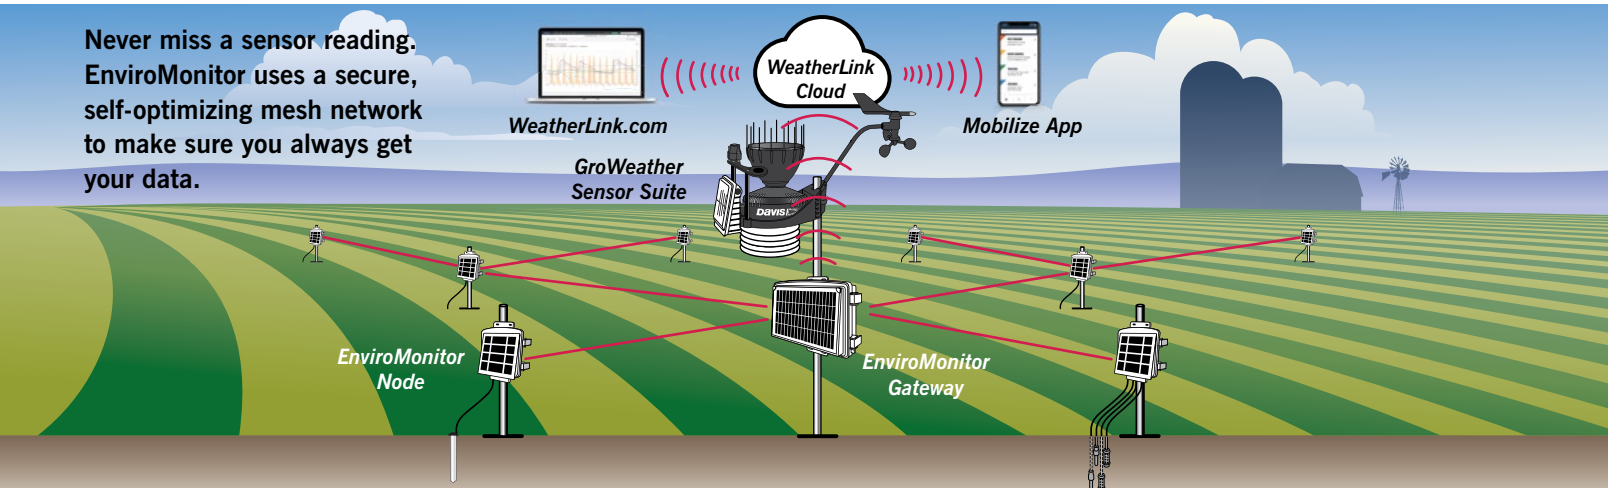 Never miss a sensor reading.
EnviroMonitor uses a secure,
self-optimizing mesh network
to make sure you always get
your data.
WeatherLink
Cloud
WeatherLink.com
Mobilize App
GroWeather
Sensor Suite
DAVIS
EnviroMonitor
Node
EnviroMonitor
Gateway